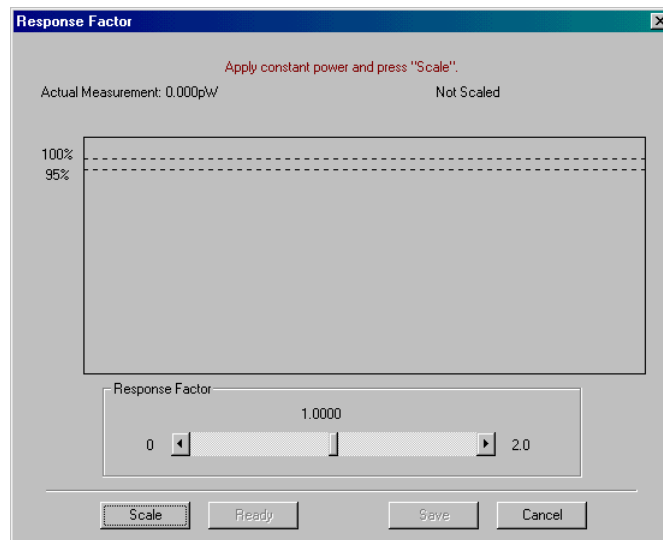 Response Factor
Apply constant power and press "Scale".
Actual Measurement: 0.000pW Not Scaled
100%
95%
Response Factor
1.0000
0 2.0
Scale Ready Save Cancel